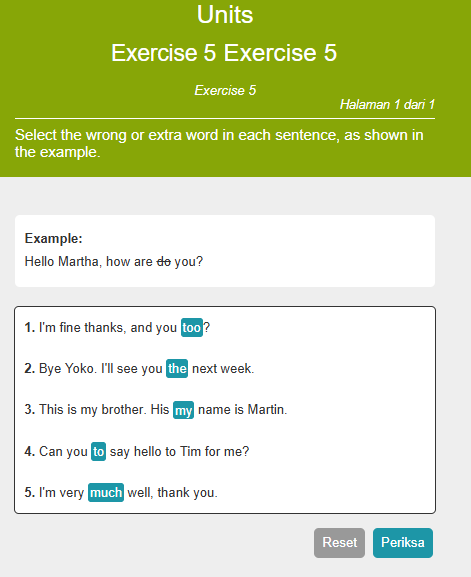 Units
Exercise 5 Exercise 5
Exercise 5
Halaman 1 dari 1
Select the wrong or extra word in each sentence, as shown in
the example.
Example:
Hello Martha, how are do you?
1. I'm fine thanks, and you too?
2. Bye Yoko. I'll see you the next week.
3. This is my brother. His my name is Martin.
4. Can you to say hello to Tim for me?
5. I'm very much well, thank you.
Reset Periksa